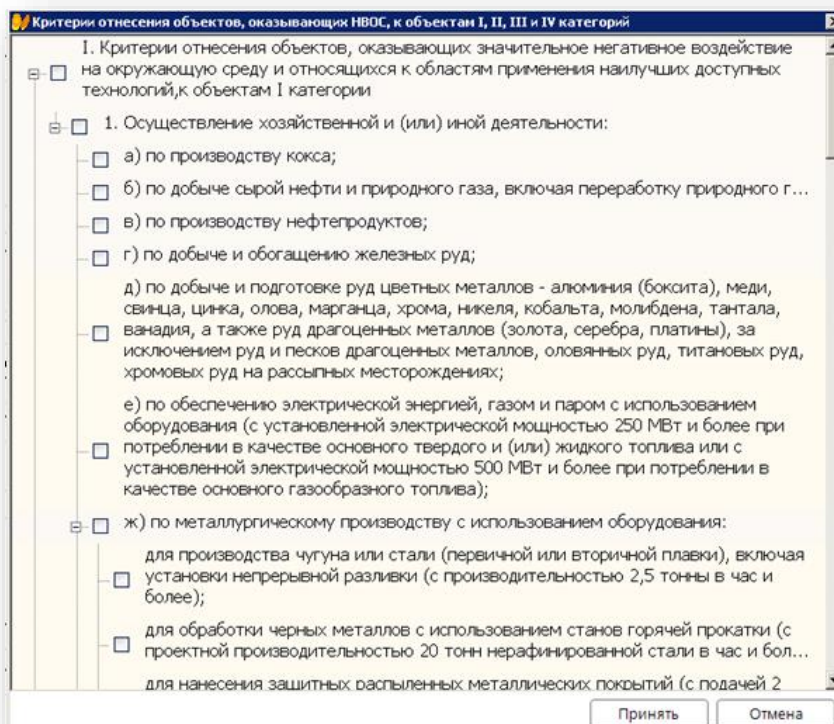 Критерии отнесения объектов, оказывающих НВОС, к объектам I, II, III и IV категорий
I. Критерии отнесения объектов, оказывающих значительное негативное воздействие
на окружающую среду и относящихся к областям применения наилучших доступных
технологий,к объектам I категории
1. Осуществление хозяйственной и (или) иной деятельности:
а) по производству кокса;
б) по добыче сырой нефти и природного газа, включая переработку природного г...
в) по производству нефтепродуктов;
г) по добыче и обогащению железных руд;
д) по добыче и подготовке руд цветных металлов - алюминия (боксита), меди,
свинца, цинка, олова, марганца, хрома, никеля, кобальта, молибдена, тантала,
ванадия, а также руд драгоценных металлов (золота, серебра, платины), за
исключением руд и песков драгоценных металлов, оловянных руд, титановых руд,
хромовых руд на рассыпных месторождениях;
е) по обеспечению электрической энергией, газом и паром с использованием
оборудования (с установленной электрической мощностью 250 МВт и более при
потреблении в качестве основного твердого и (или) жидкого топлива или с
установленной электрической мощностью 500 МВт и более при потреблении в
качестве основного газообразного топлива);
ж) по металлургическому производству с использованием оборудования:
для производства чугуна или стали (первичной или вторичной плавки), включая
установки непрерывной разливки (с производительностью 2,5 тонны в час и
более);
для обработки черных металлов с использованием станов горячей прокатки (с
проектной производительностью 20 тонн нерафинированной стали в час и бол...
для нанесения защитных распыленных металлических покрытий (с подачей 2
Принять
Отмена